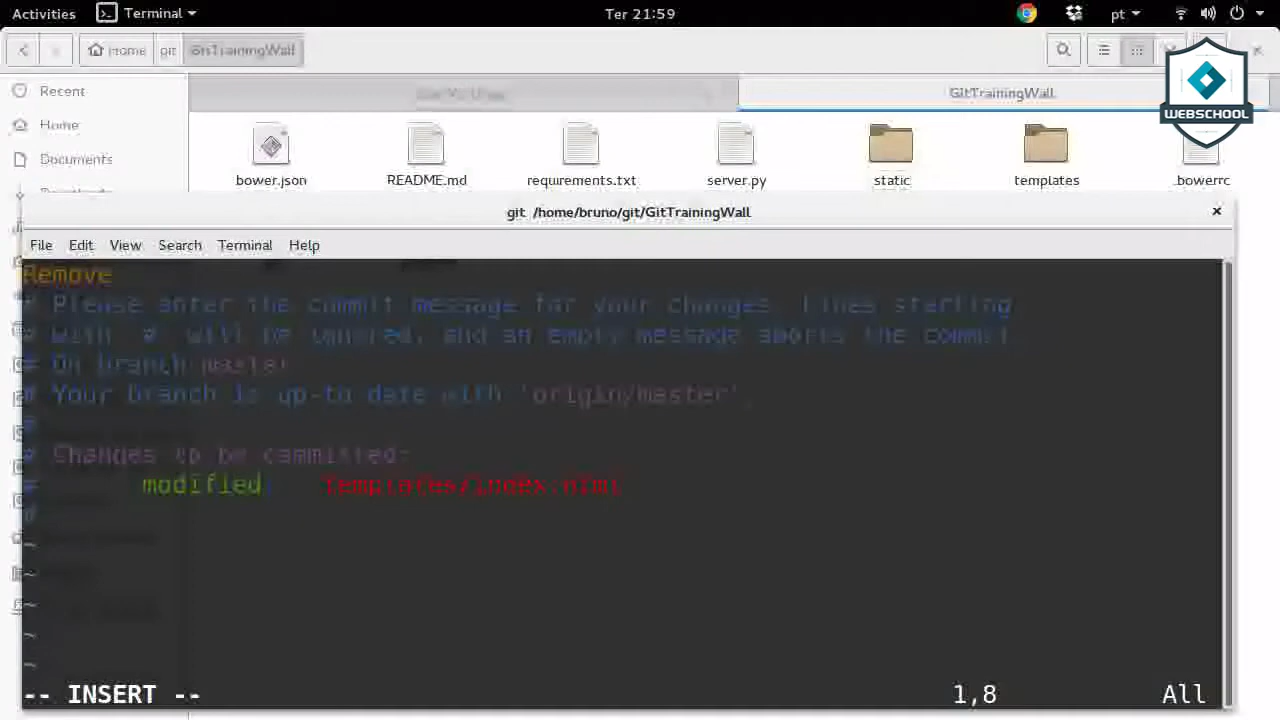 Activities Terminal Ter 21:59 pt
Home git GitTrainingWall
Recent GitTrainingWall
WEBSCHOOL
Home
Documents
bower.json README.md requrements.txt server.py static templates .bowerrc
git /home/bruno/git/GitTrainingWall
File Edit View Search Terminal Help
Remove
# Please enter the commit message for your changes. Lines starting
# with '#' will be ignored, and an empty message aborts the commit.
# On branch master
# Your branch is up-to-date with 'origin/master'.
#
# Changes to be committed:
# modified: templates/index.html
#
~
~
~
~
~
-- INSERT -- 1,8 All